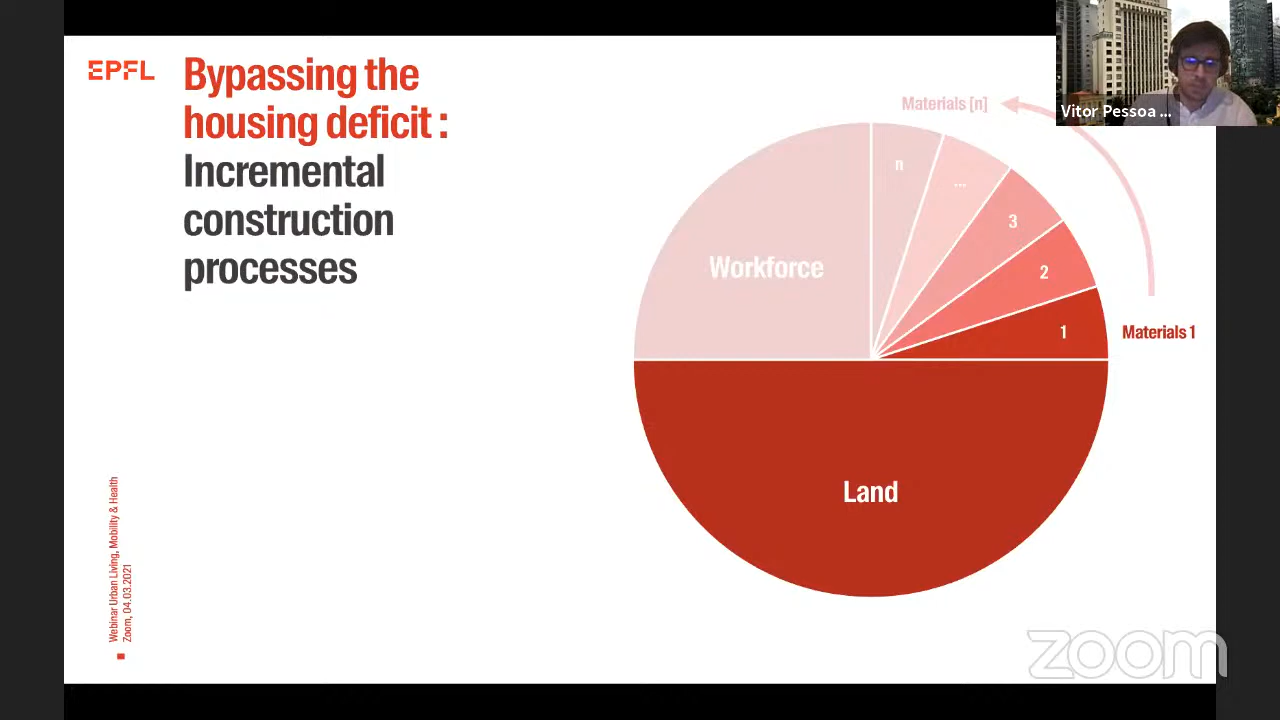 EPFL
Bypassing the
housing deficit :
Incremental
construction
processes
Materials [n]
Vitor Pessoa ...
n
...
3
2
1
Workforce
Materials 1
Land
Webinar Urban Living, Mobility & Health
Zoom, 04.03.2021
zoom